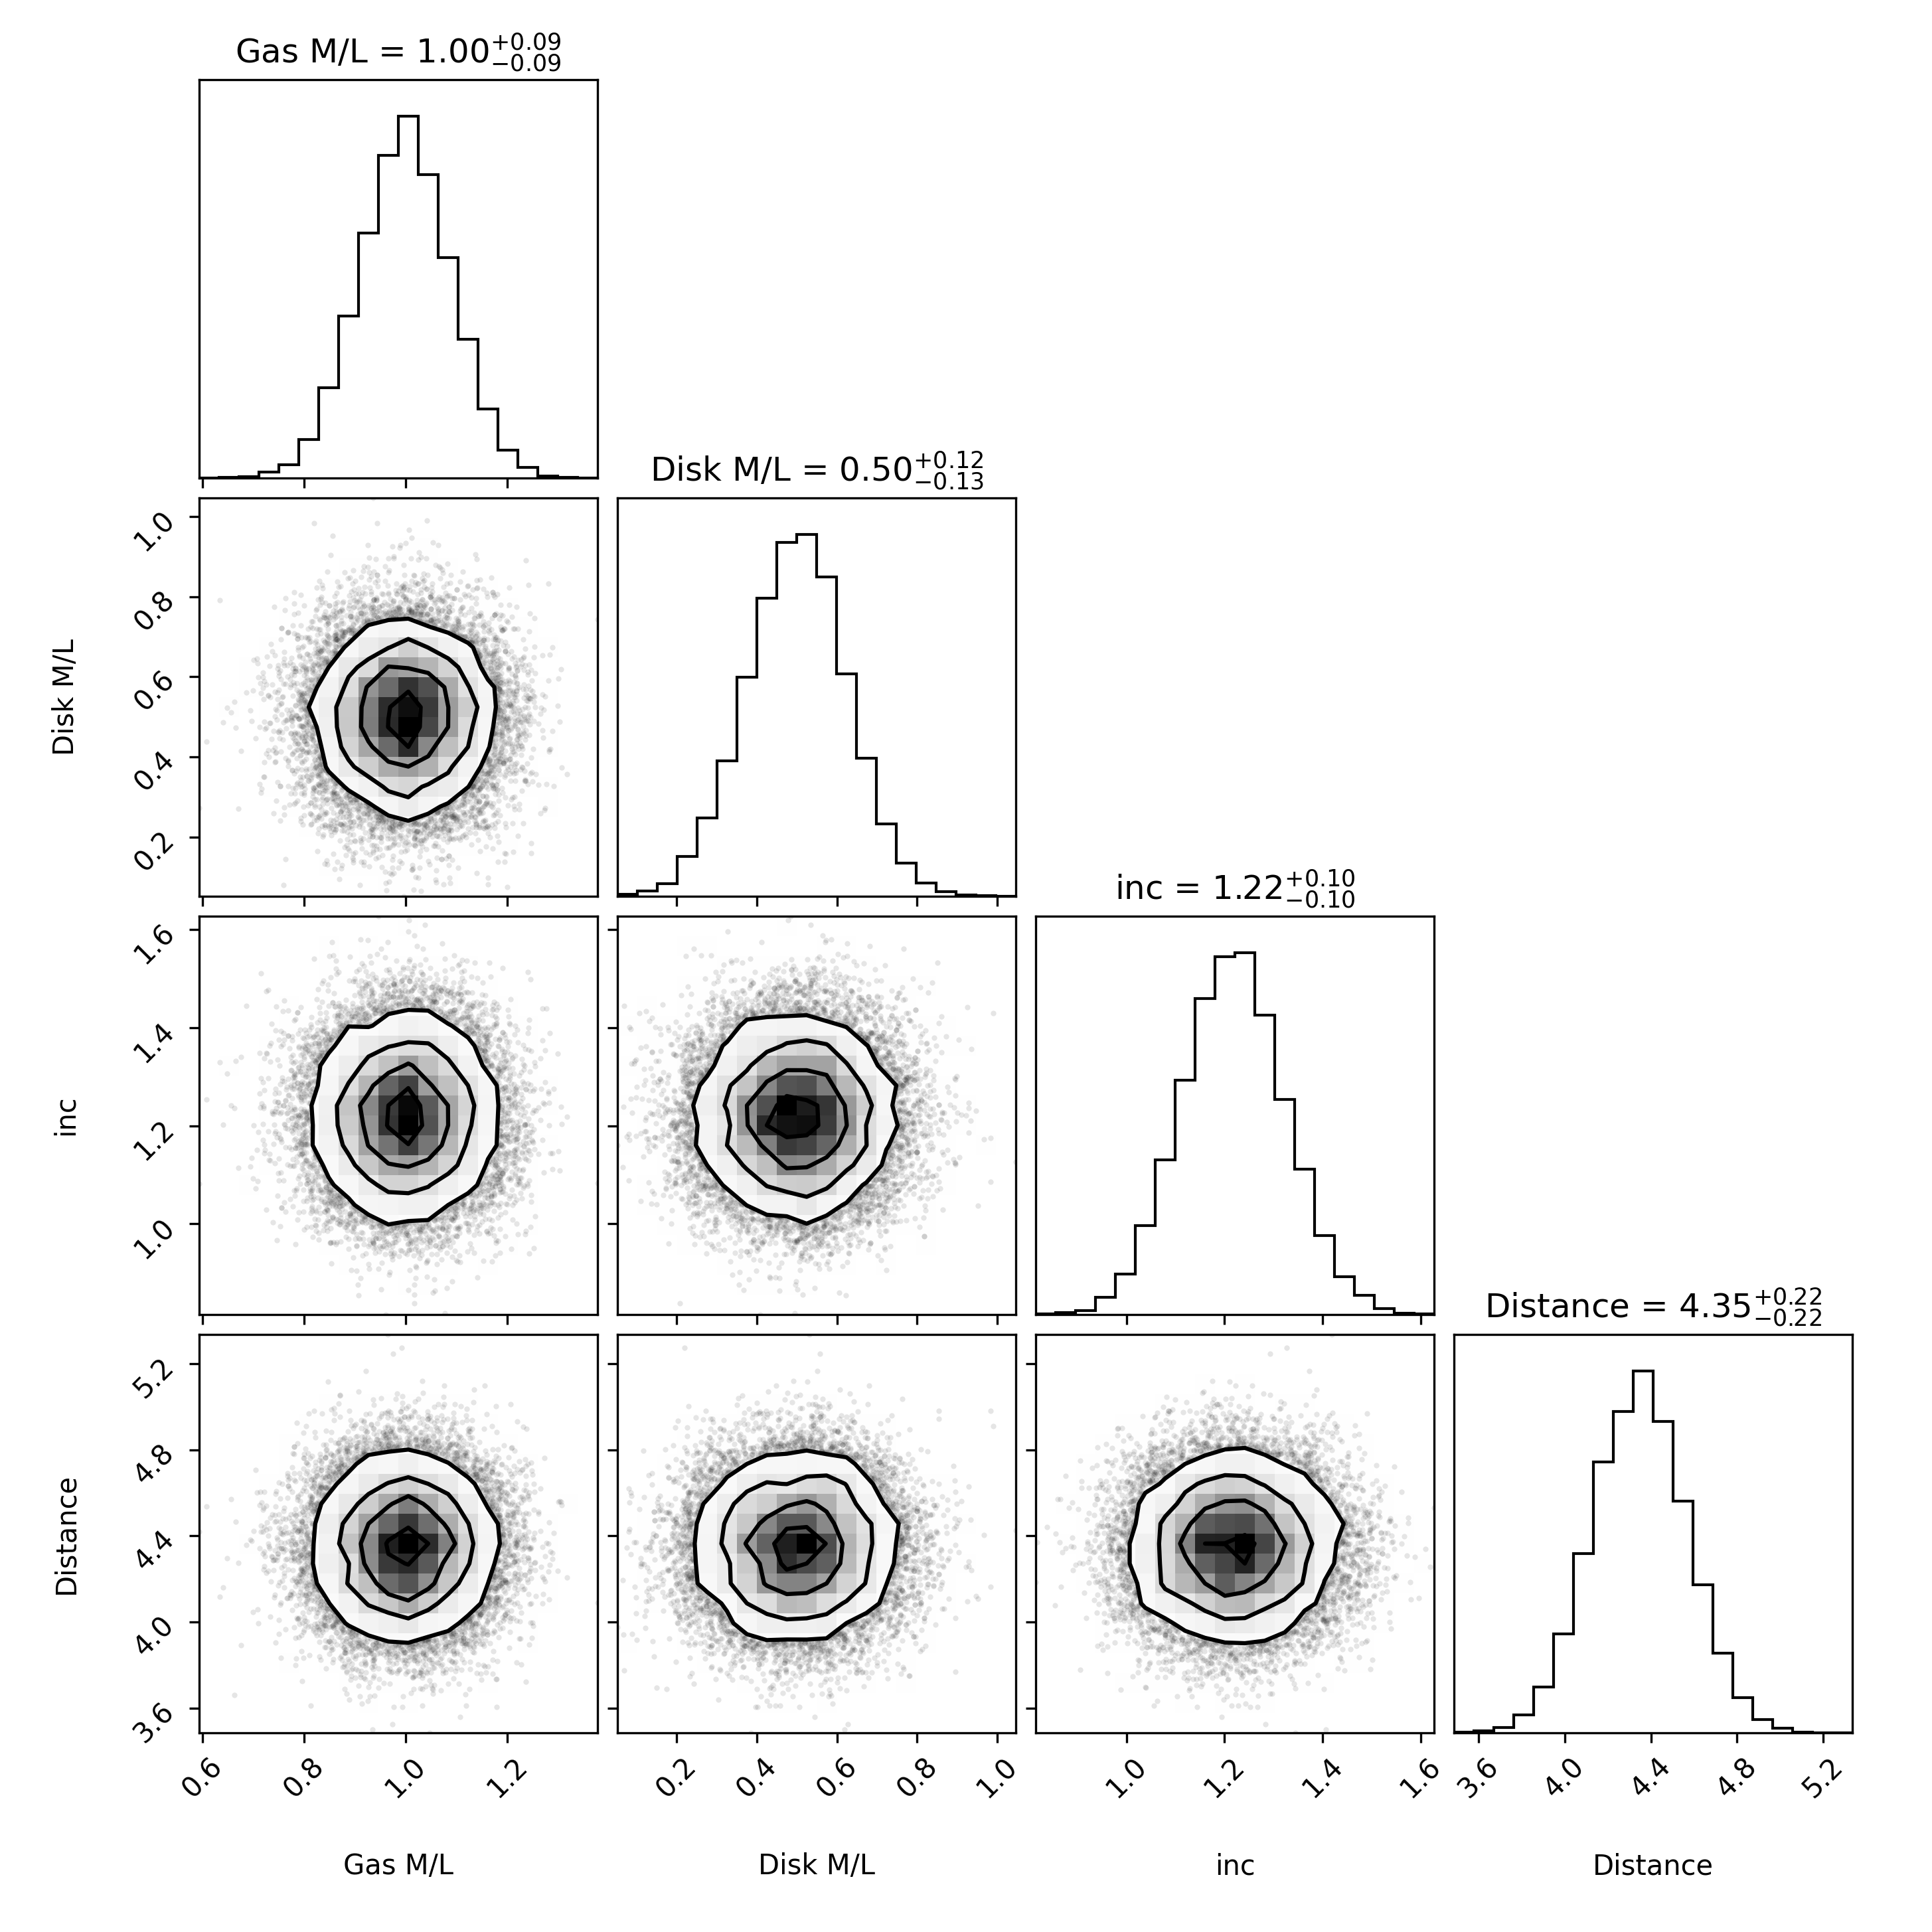 Gas M/L = 1.00+0.09−0.09
Disk M/L = 0.50+0.12−0.13
1.0
0.8
0.6
0.4
0.2
Disk M/L
inc = 1.22+0.10−0.10
1.6
1.4
1.2
1.0
inc
Distance = 4.35+0.22−0.22
5.2
4.8
4.4
4.0
3.6
Distance
0.6 0.8 1.0 1.2
0.2 0.4 0.6 0.8 1.0
1.0 1.2 1.4 1.6
3.6 4.0 4.4 4.8 5.2
Gas M/L
Disk M/L
inc
Distance